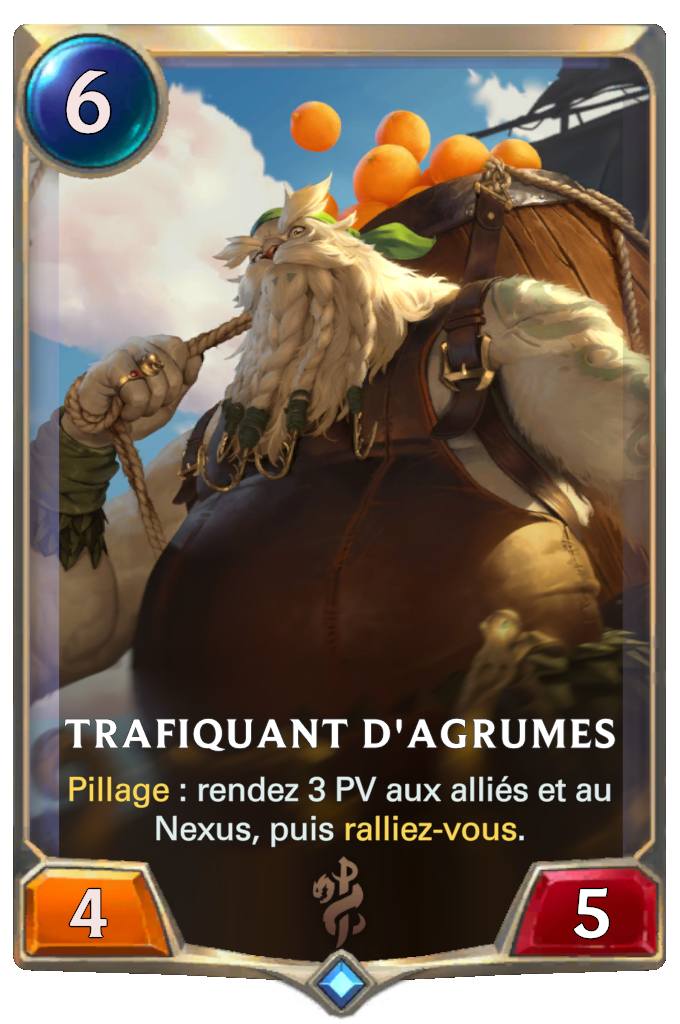 6
TRAFIQUANT D'AGRUMES
Pillage : rendez 3 PV aux alliés et au
Nexus, puis ralliez-vous.
4
5